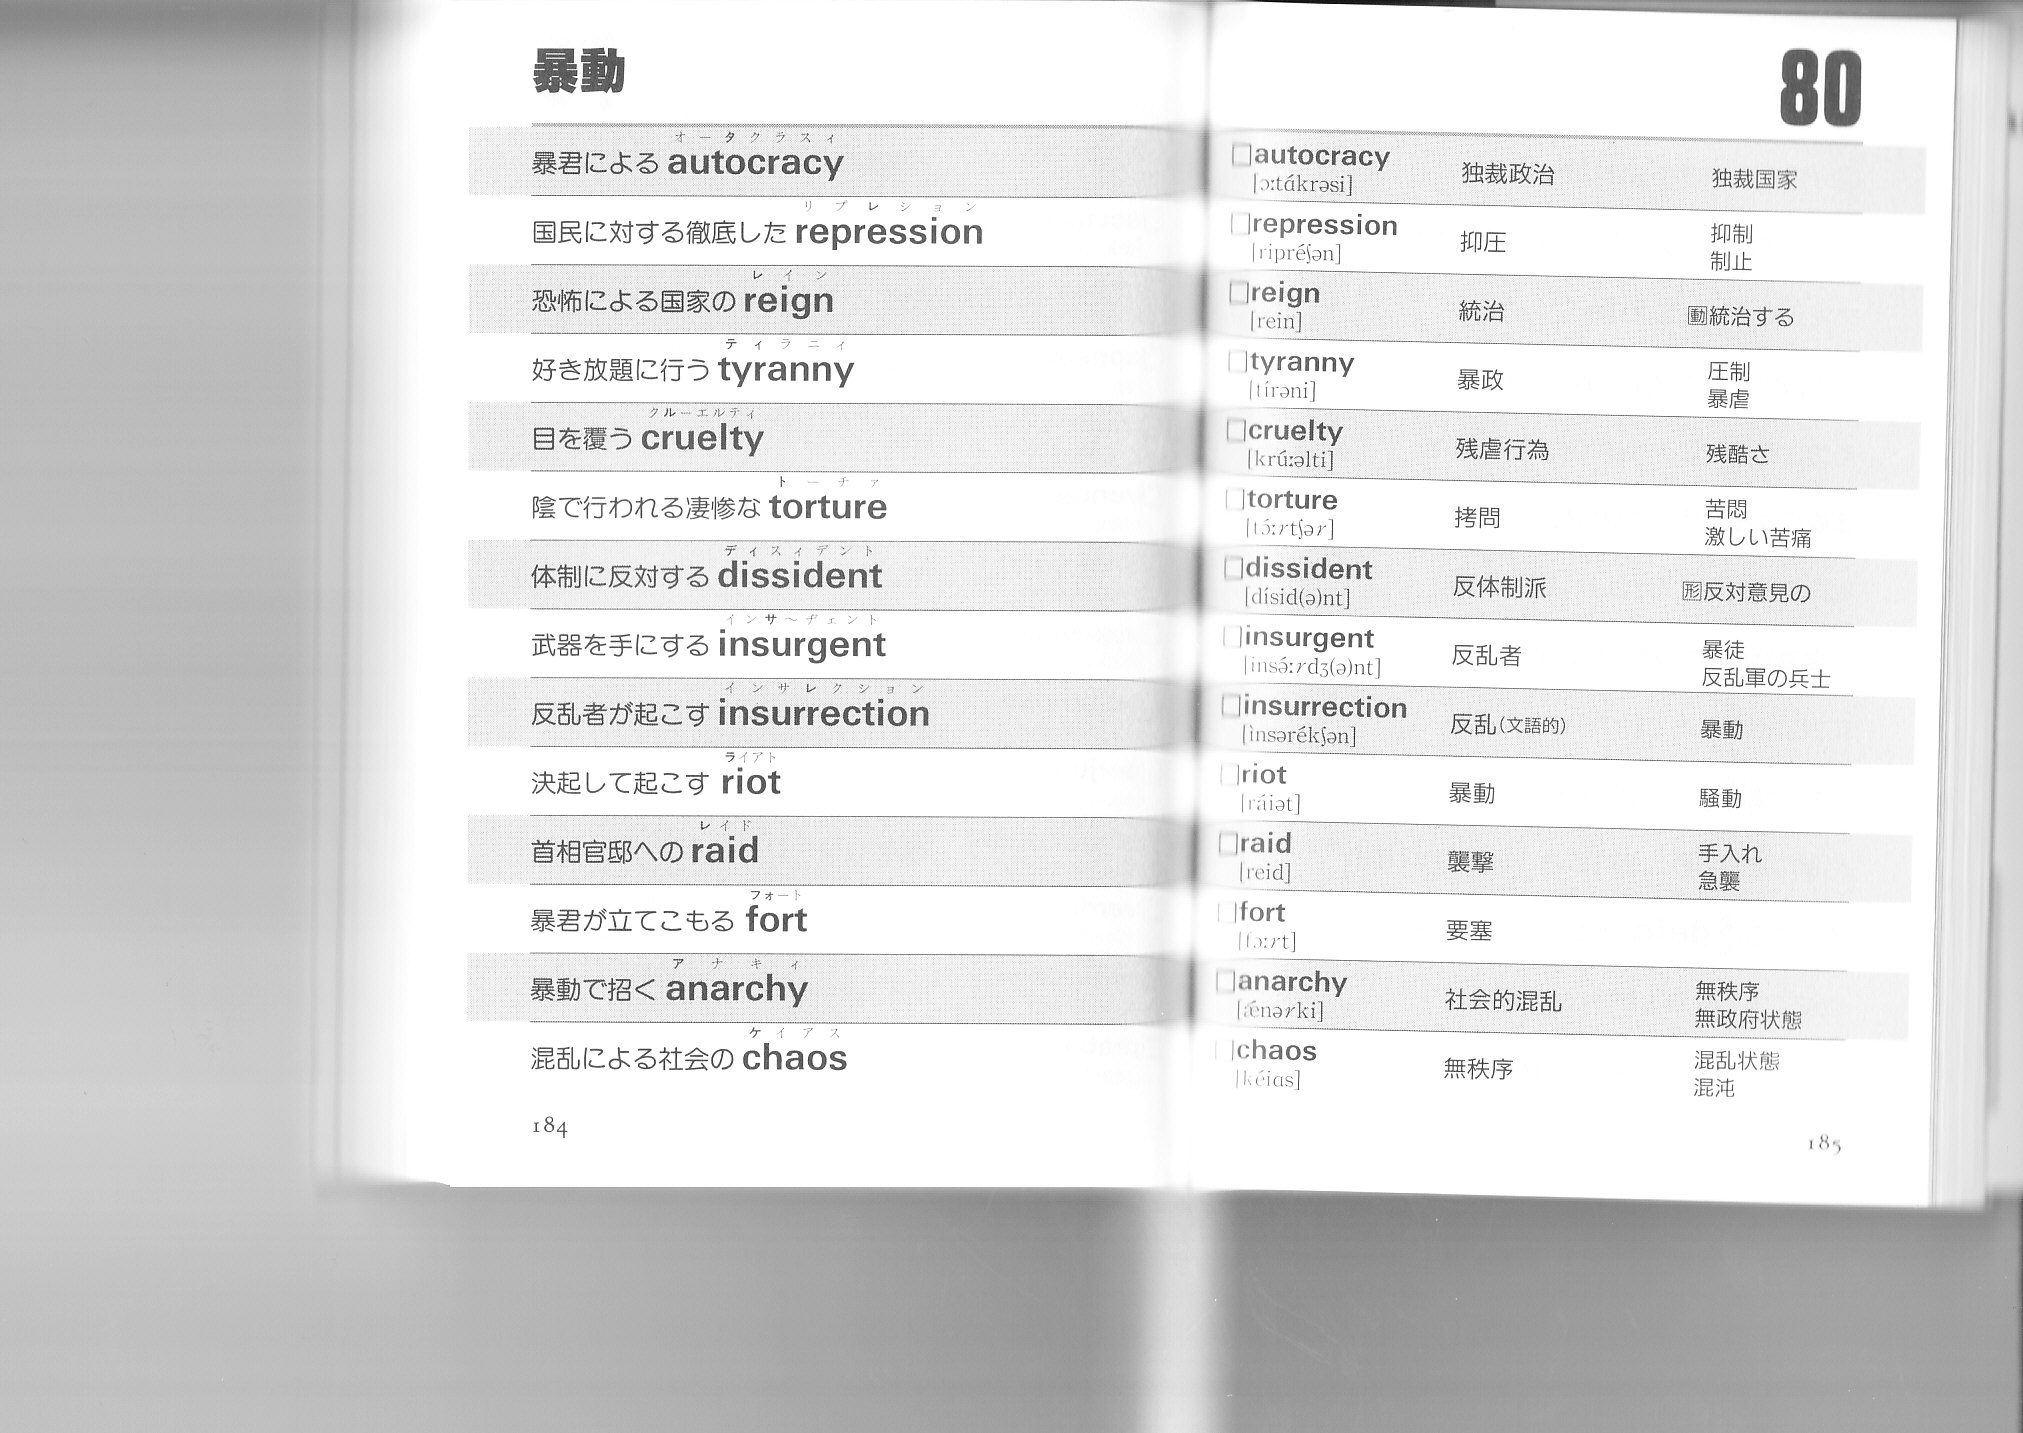 暴動
オータクラスィ
暴君による autocracy
リプレション
国民に対する徹底した repression
レイン
恐怖による国家の reign
ティラニィ
好き放題に行う tyranny
クルーエルティ
目を覆う cruelty
トーチァ
陰で行われる凄惨な torture
ディスィデント
体制に反対する dissident
インサ～ヂェント
武器を手にする insurgent
インサレクション
反乱者が起こす insurrection
ライアト
決起して起こす riot
レイド
首相官邸への raid
フォート
暴君が立てこもる fort
アナキィ
暴動で招く anarchy
ケイアス
混乱による社会の chaos
184
80
□autocracy 独裁政治 独裁国家
[ɔːtákrəsi]
□repression 抑圧 抑制
[ripréʃən] 制止
□reign 統治 動統治する
[rein]
□tyranny 暴政 圧制
[tírəni] 暴虐
□cruelty 残虐行為 残酷さ
[krúːəlti]
□torture 拷問 苦悶
[tɔ́ːrtʃər] 激しい苦痛
□dissident 反体制派 形反対意見の
[dísid(ə)nt]
□insurgent 反乱者 暴徒
[insə́ːrdʒ(ə)nt] 反乱軍の兵士
□insurrection 反乱（文語的） 暴動
[ìnsərékʃən]
□riot 暴動 騒動
[ráiət]
□raid 襲撃 手入れ
[reid] 急襲
□fort 要塞
[fɔːrt]
□anarchy 社会的混乱 無秩序
[ǽnərki] 無政府状態
□chaos 無秩序 混乱状態
[kéiɑs] 混沌
185